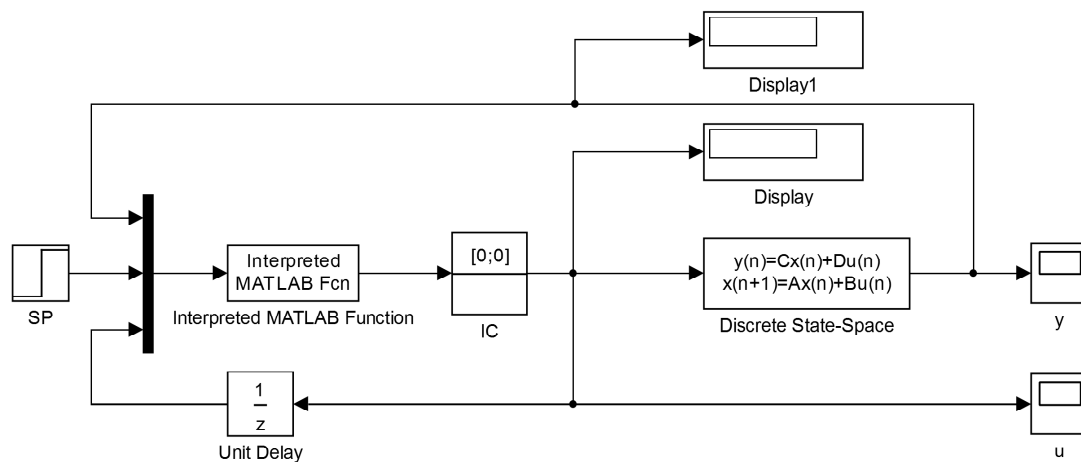 Display1
Display
SP
Interpreted
MATLAB Fcn
Interpreted MATLAB Function
[0;0]
IC
y(n)=Cx(n)+Du(n)
x(n+1)=Ax(n)+Bu(n)
Discrete State-Space
y
1
z
Unit Delay
u